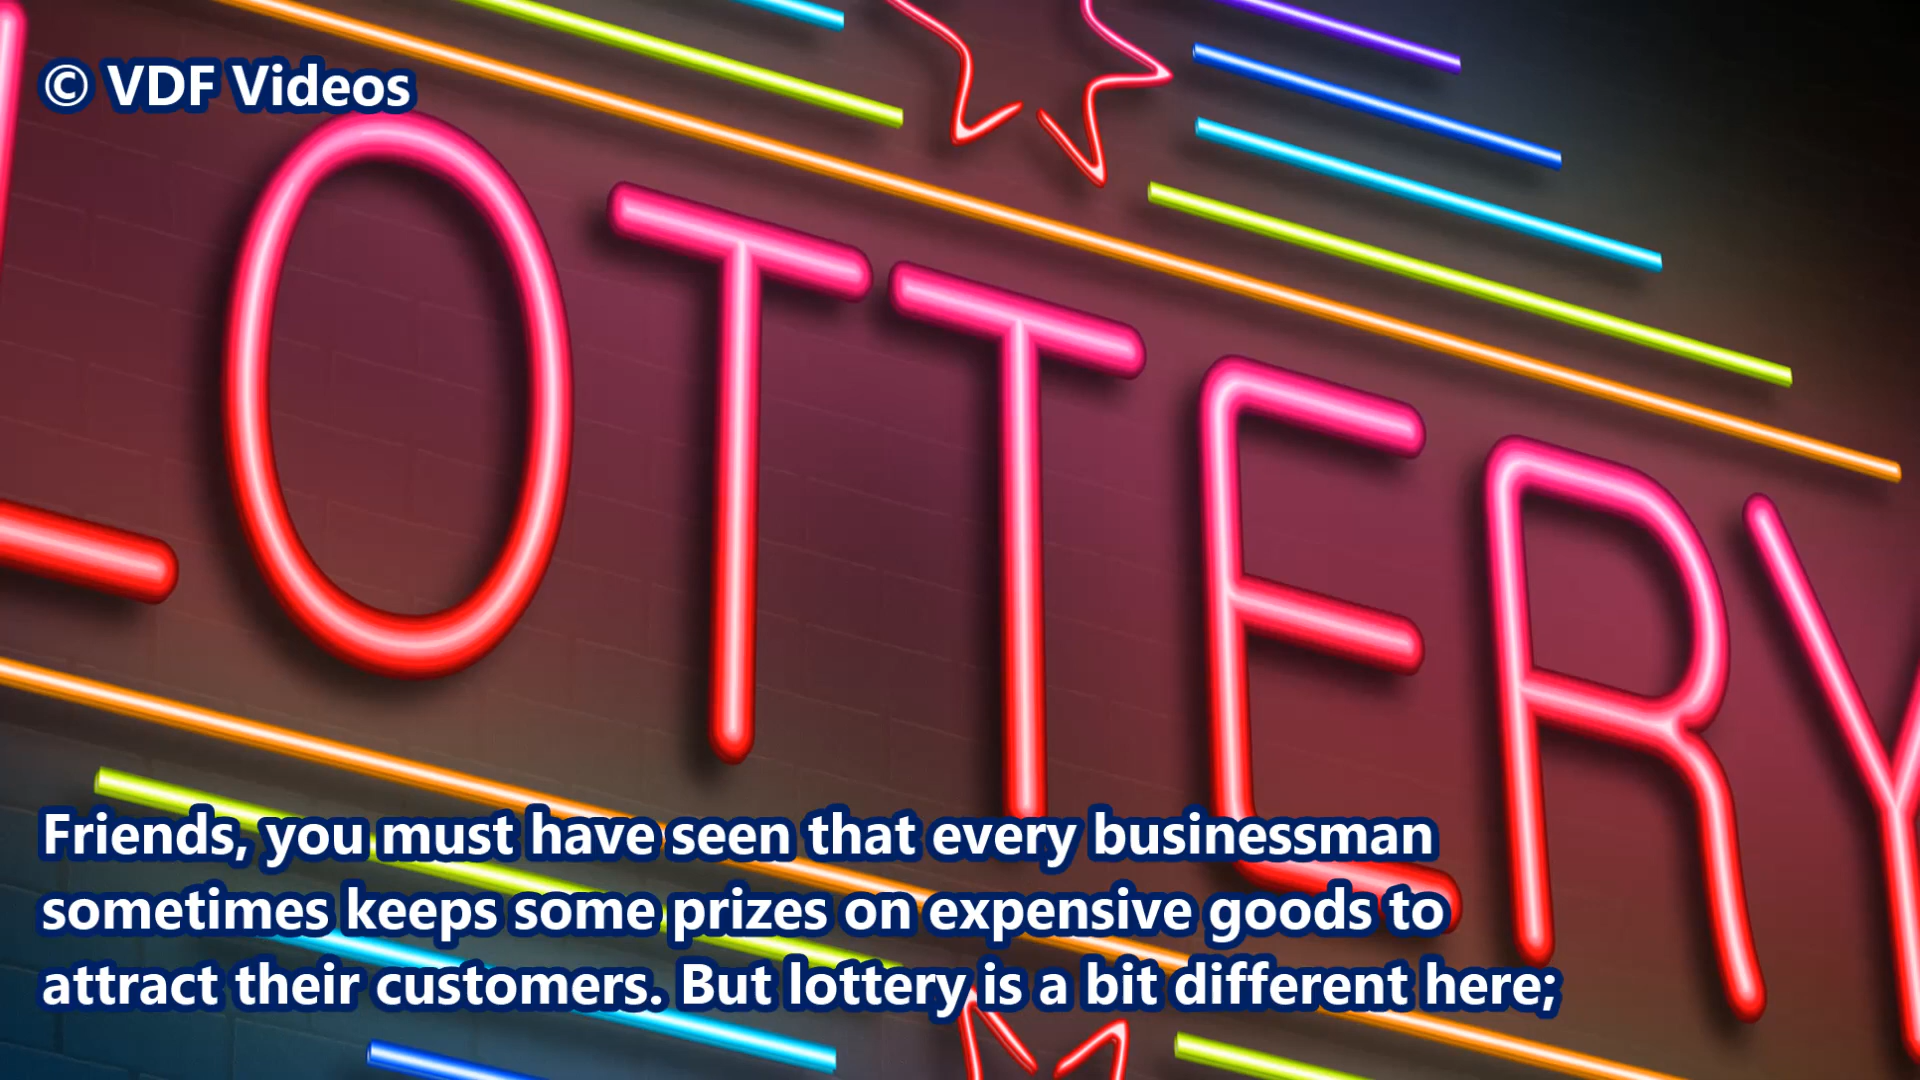 © VDF Videos
LOTTERY
Friends, you must have seen that every businessman
sometimes keeps some prizes on expensive goods to
attract their customers. But lottery is a bit different here;